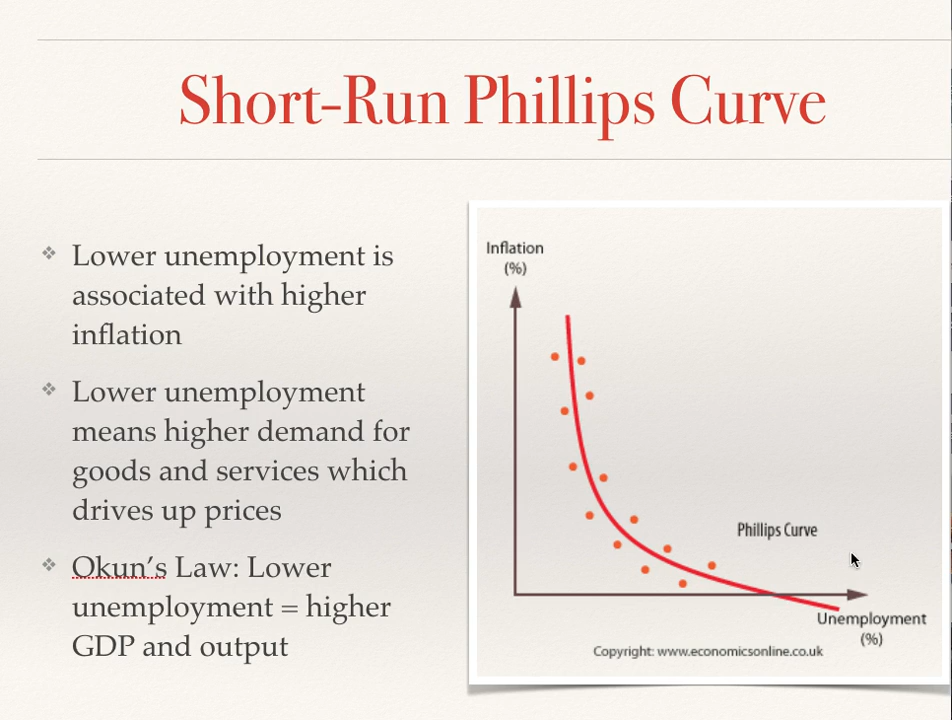 Short-Run Phillips Curve
❖ Lower unemployment is
associated with higher
inflation
❖ Lower unemployment
means higher demand for
goods and services which
drives up prices
❖ Okun's Law: Lower
unemployment = higher
GDP and output
Inflation
(%)
Phillips Curve
Unemployment
(%)
Copyright: www.economicsonline.co.uk